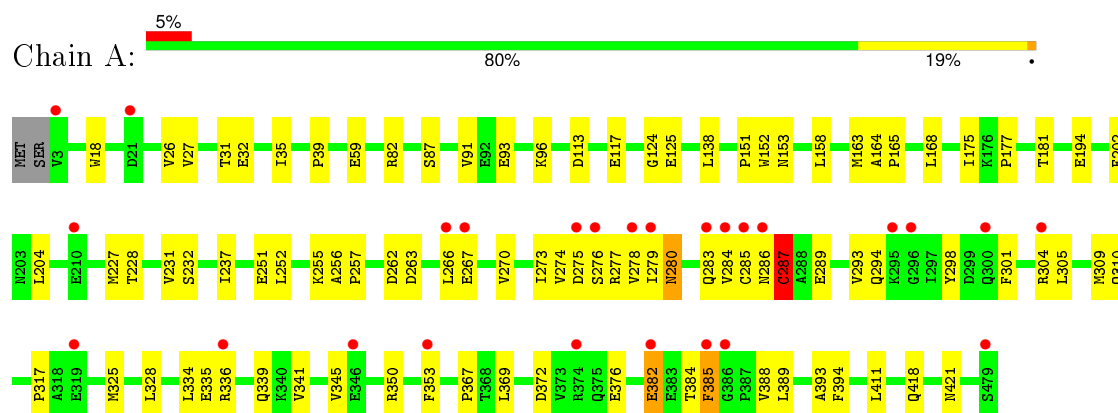 5%
Chain A:
80% 19% •
MET SER V3 W18 D21 V26 V27 T31 E32 I35 P39 E59 R82 S87 V91 E92 E93 K96 D113 E117 G124 E125 L138 P151 W152 N153 L158 M163 A164 P165 L168 I175 K176 P177 T181 E194
N203 L204 E210 M227 T228 V231 S232 I237 E251 L252 K255 A256 P257 D262 D263 L266 E267 V270 I273 V274 D275 S276 R277 V278 I279 N280 Q283 V284 C285 N286 C287 A288 E289 V293 Q294 K295 G296 I297 Y298 D299 Q300 F301 R304 L305 M309
P317 A318 E319 M325 L328 L334 E335 R336 Q339 K340 V341 V345 E346 R350 F353 P367 T368 L369 D372 V373 R374 Q375 E376 E382 E383 T384 F385 G386 P387 V388 L389 A393 F394 L411 Q418 N421 S479